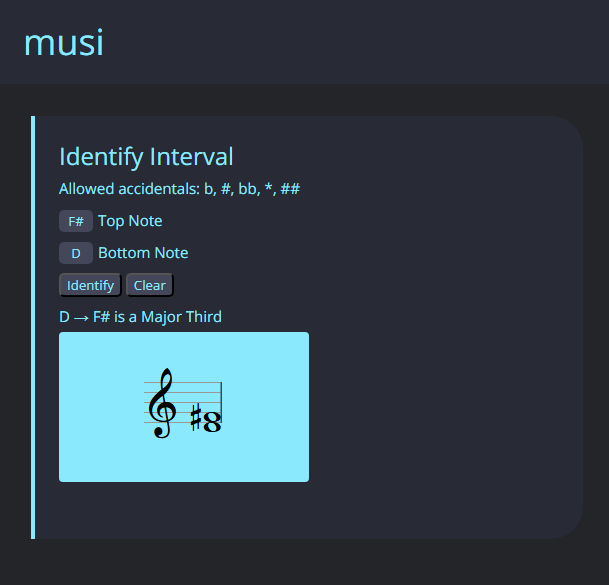 musi
Identify Interval
Allowed accidentals: b, #, bb, *, ##
F# Top Note
D Bottom Note
Identify Clear
D → F# is a Major Third